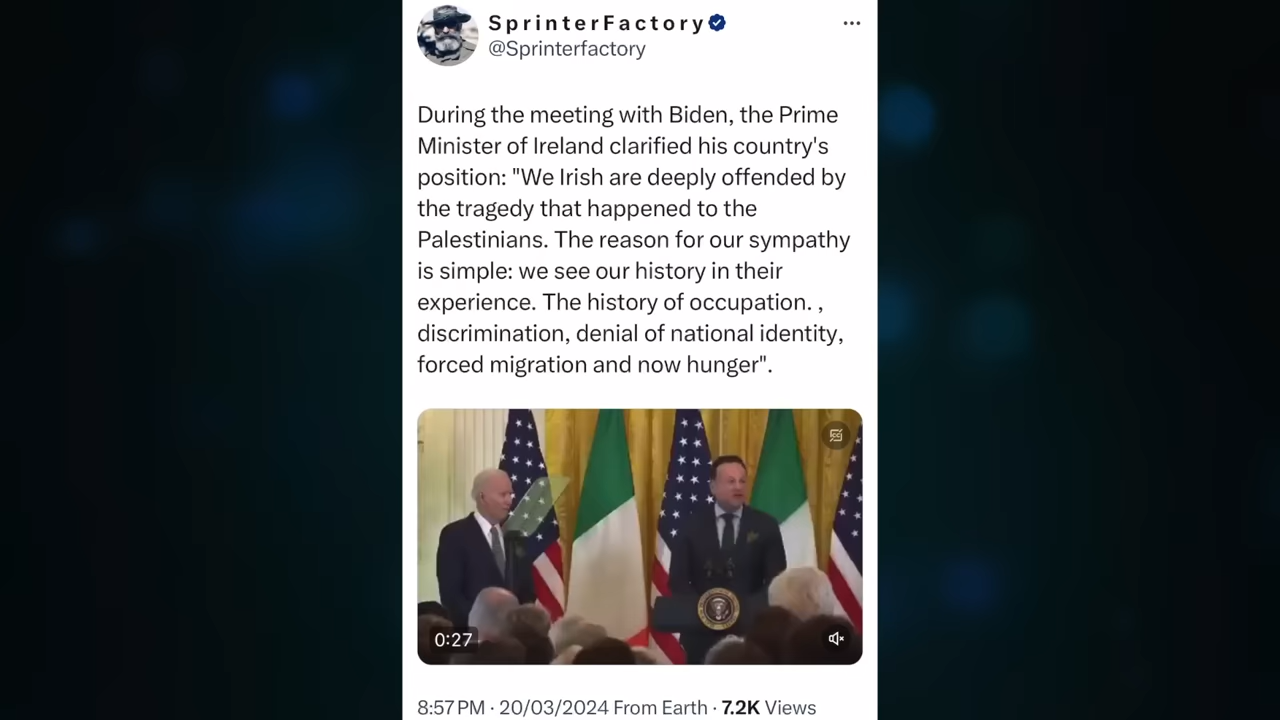 SprinterFactory
@Sprinterfactory
During the meeting with Biden, the Prime
Minister of Ireland clarified his country's
position: "We Irish are deeply offended by
the tragedy that happened to the
Palestinians. The reason for our sympathy
is simple: we see our history in their
experience. The history of occupation. ,
discrimination, denial of national identity,
forced migration and now hunger".
CC
0:27
8:57 PM · 20/03/2024 From Earth · 7.2K Views